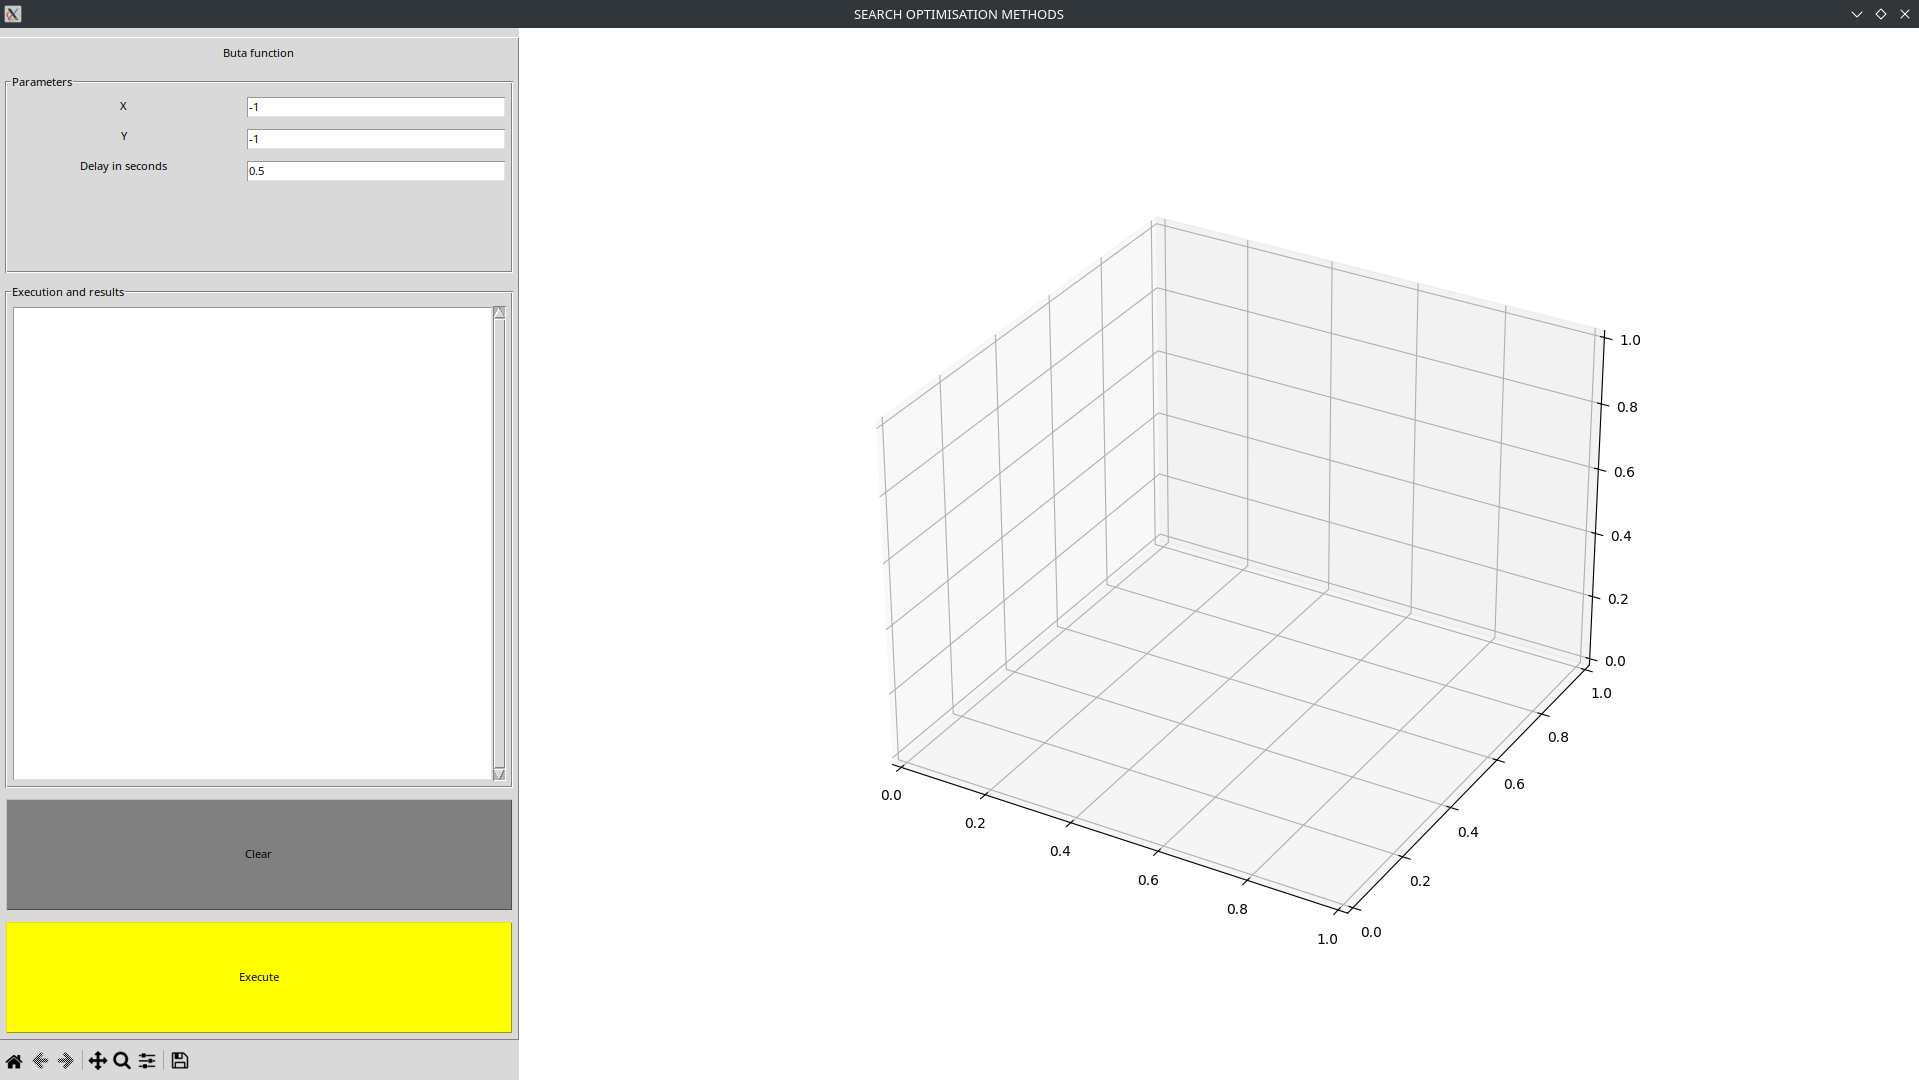 SEARCH OPTIMISATION METHODS
Buta function
Parameters
X
-1
Y
-1
Delay in seconds
0.5
Execution and results
Clear
Execute
1.0
0.8
0.6
0.4
0.2
0.0
1.0
0.8
0.6
0.4
0.2
0.0
0.0
0.2
0.4
0.6
0.8
1.0